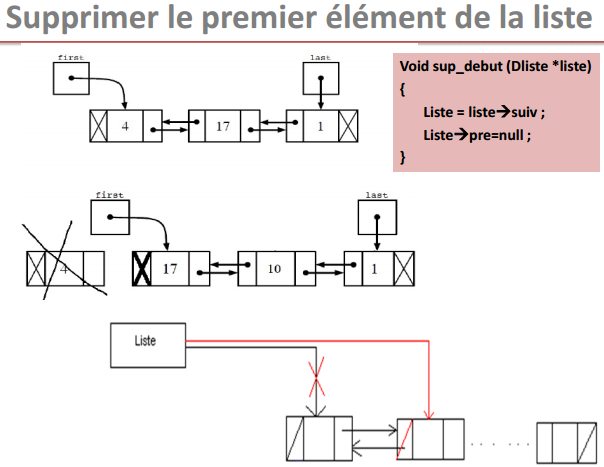 Supprimer le premier élément de la liste
first
last
4
17
1
Void sup_debut (Dliste *liste)
{
Liste = liste→suiv ;
Liste→pre=null ;
}
first
last
4
17
10
1
Liste